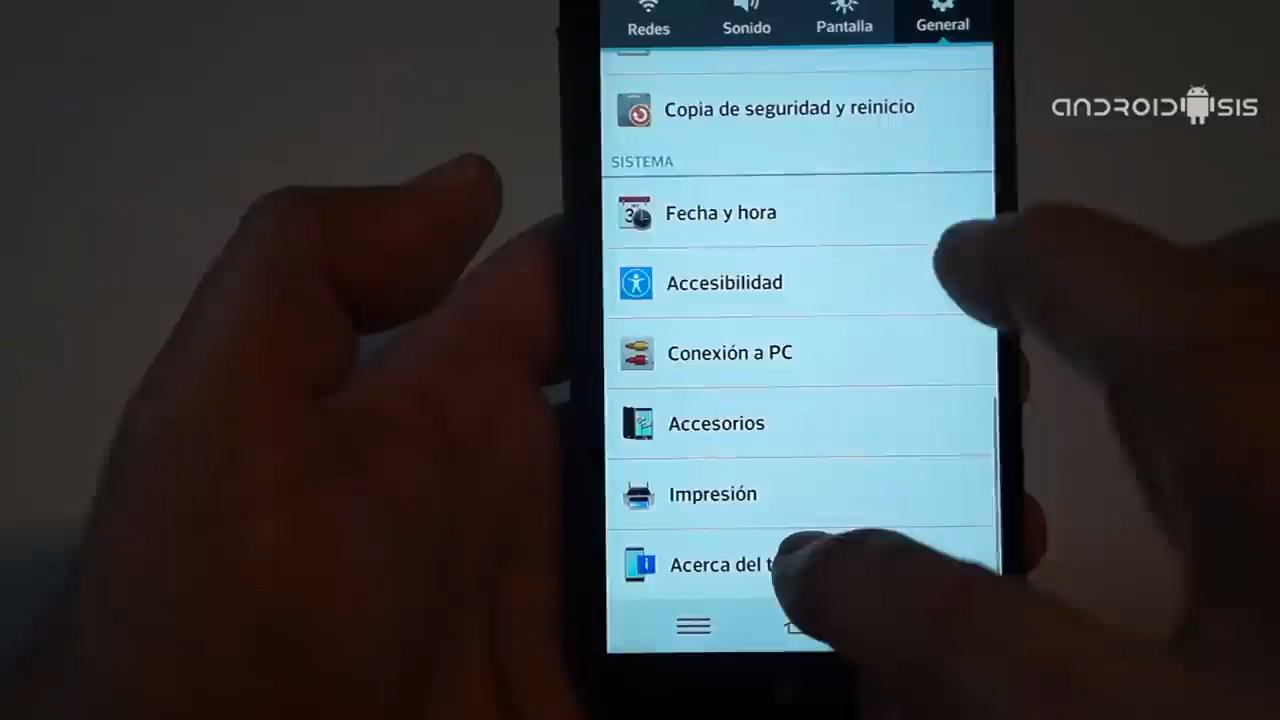 Redes Sonido Pantalla General
ANDROIDSIS
Copia de seguridad y reinicio
SISTEMA
Fecha y hora
Accesibilidad
Conexión a PC
Accesorios
Impresión
Acerca del